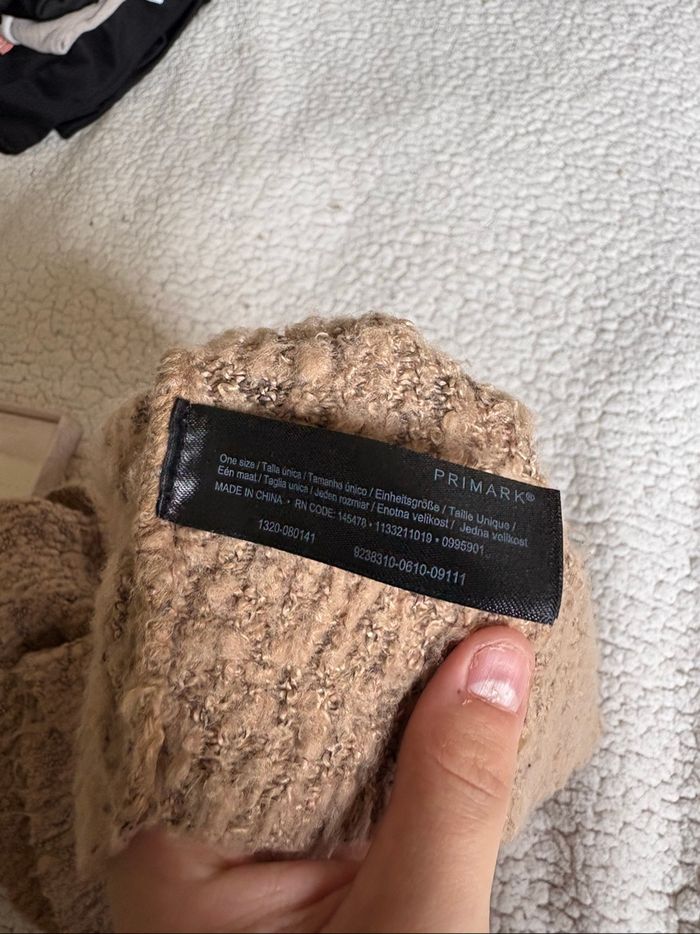 PRIMARK®
One size / Talla única / Tamanho único / Einheitsgröße / Taille Unique /
Eén maat / Taglia unica / Jeden rozmiar / Enotna velikost / Jedna velikost
MADE IN CHINA • RN CODE: 145478 • 1133211019 • 0995901
1320-080141 9238310-0610-09111